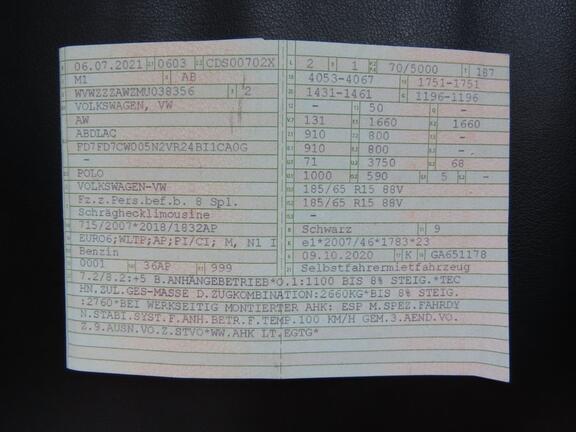 06.07.2021 0603 CDS00702X
M1 AB
WVWZZZAWZMU038356 2
VOLKSWAGEN, VW
AW
ABDLAC
FD7FD7CW005N2VR24BI1CA0G
-
POLO
VOLKSWAGEN-VW
Fz.z.Pers.bef.b. 8 Spl.
Schräghecklimousine
715/2007*2018/1832AP
EURO6;WLTP;AP;PI/CI; M, N1 I
Benzin
0001 36AP 999
2 1 70/5000 187
4053-4067 1751-1751
1431-1461 1196-1196
- 50 -
131 1660 1660
910 800 -
910 800 -
71 3750 68
1000 590 5 -
185/65 R15 88V
185/65 R15 88V
-
Schwarz 9
e1*2007/46*1783*23
09.10.2020 K GA651178
Selbstfahrermietfahrzeug
7.2/8.2:+5 B.ANHÄNGEBETRIEB*O.1:1100 BIS 8% STEIG.*TEC
HN.ZUL.GES-MASSE D.ZUGKOMBINATION:2660KG*BIS 8% STEIG.
:2760*BEI WERKSEITIG MONTIERTER AHK: ESP M.SPEZ.FAHRDY
N.STABI.SYST.F.ANH.BETR.F.TEMP.100 KM/H GEM.3.AEND.VO.
Z.9.AUSN.VO.Z.STVO*WW.AHK LT.EGTG*